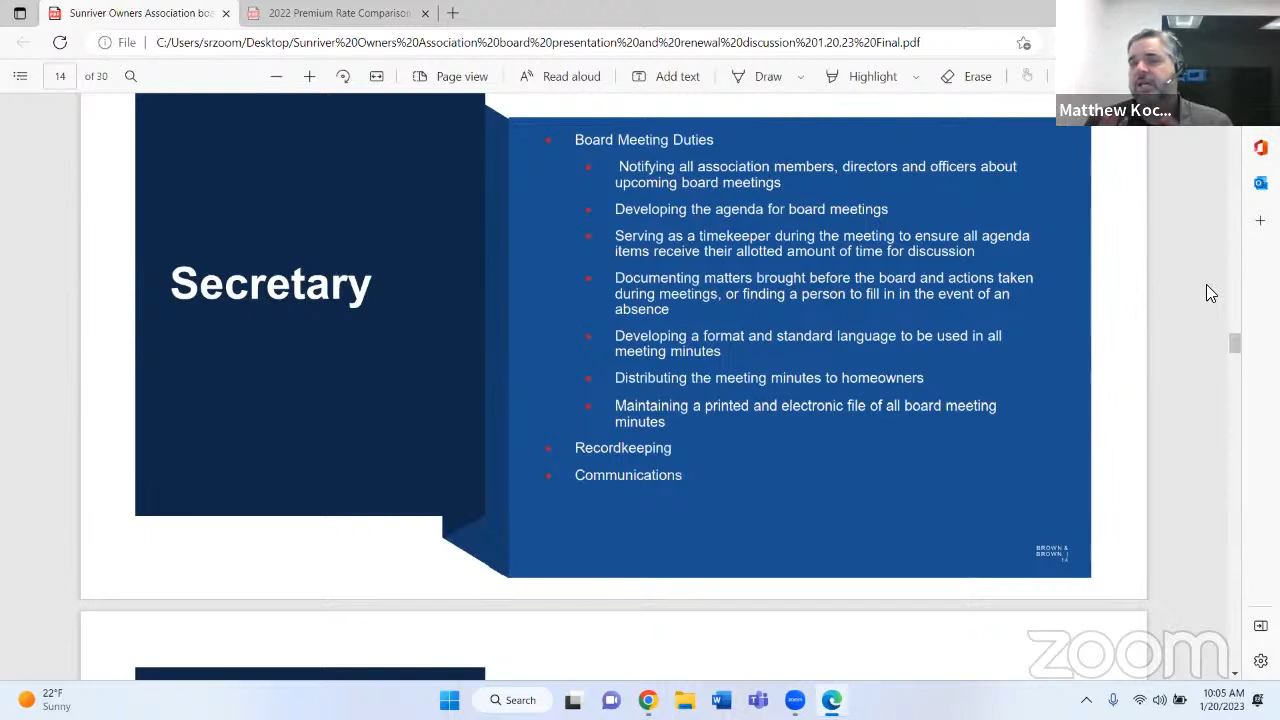 Sunriver Owners Association boa
2022 Premium Rate Comparison
File
C:/Users/srzoom/Desktop/Sunriver%20Owners%20Association%20board%20presentation%20and%20renewal%20discussion%201.20.23%20Final.pdf
14 of 30
Page view
Read aloud
Add text
Draw
Highlight
Erase
Matthew Koc...
Secretary
Board Meeting Duties
Notifying all association members, directors and officers about
upcoming board meetings
Developing the agenda for board meetings
Serving as a timekeeper during the meeting to ensure all agenda
items receive their allotted amount of time for discussion
Documenting matters brought before the board and actions taken
during meetings, or finding a person to fill in in the event of an
absence
Developing a format and standard language to be used in all
meeting minutes
Distributing the meeting minutes to homeowners
Maintaining a printed and electronic file of all board meeting
minutes
Recordkeeping
Communications
BROWN &
BROWN |
14
zoom
22°F
Sunny
Search
zoom
10:05 AM
1/20/2023